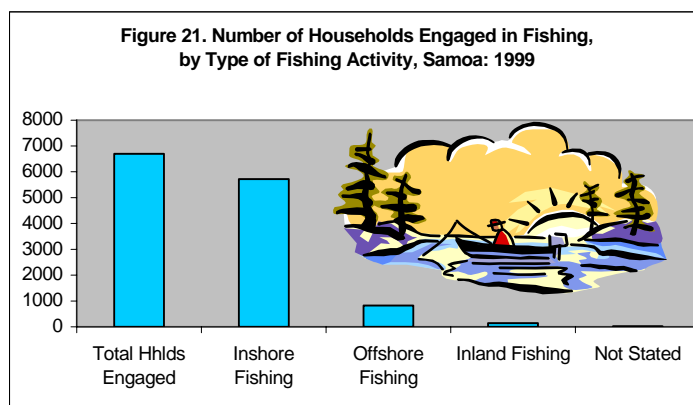 Figure 21. Number of Households Engaged in Fishing,
by Type of Fishing Activity, Samoa: 1999
8000
7000
6000
5000
4000
3000
2000
1000
0
Total Hhlds
Engaged
Inshore
Fishing
Offshore
Fishing
Inland Fishing
Not Stated